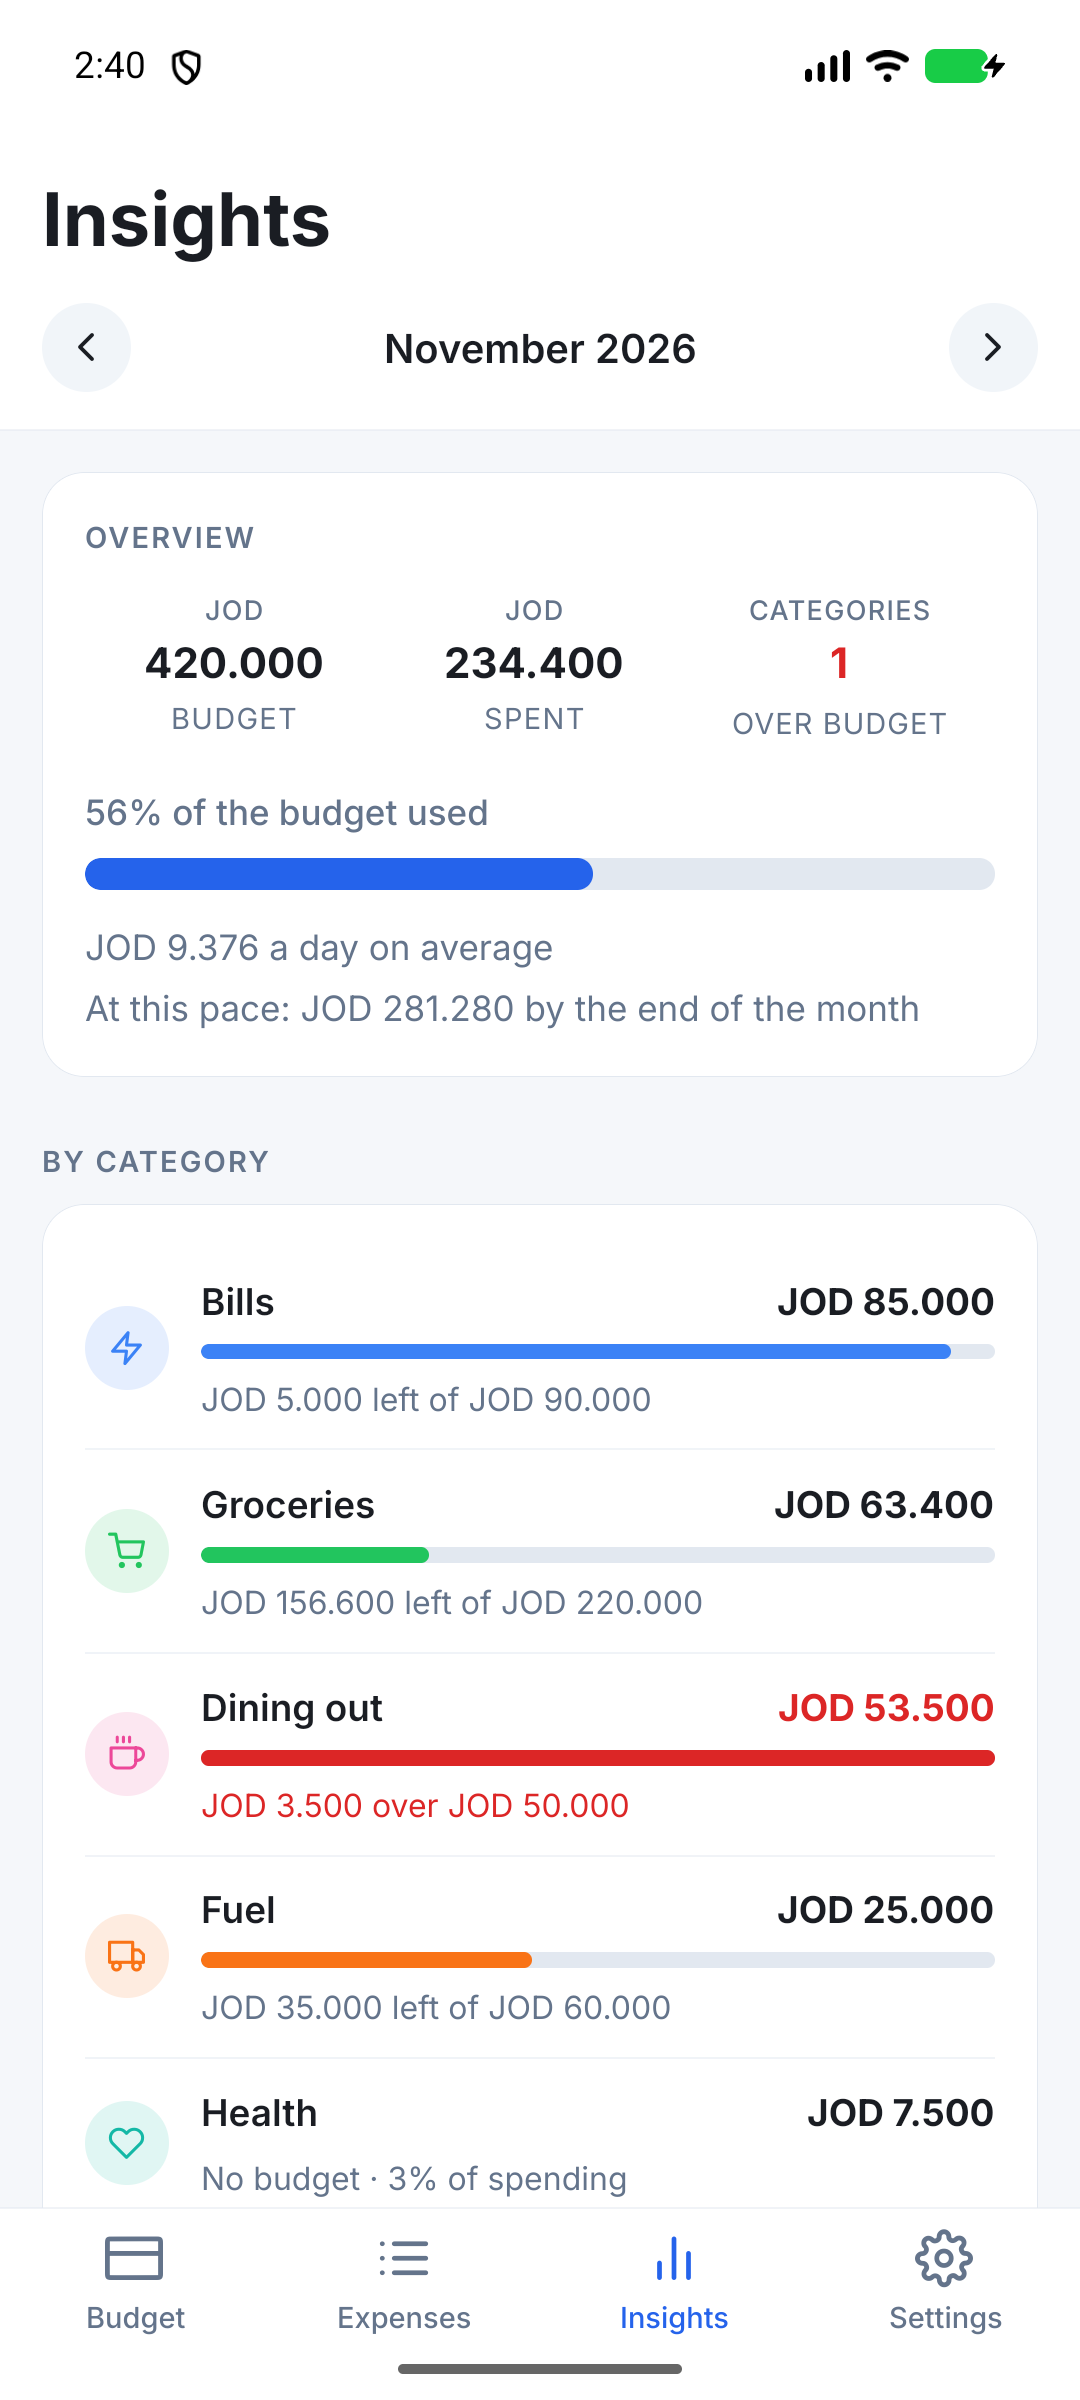 2:40
Insights
November 2026
OVERVIEW
JOD
420.000
BUDGET
JOD
234.400
SPENT
CATEGORIES
1
OVER BUDGET
56% of the budget used
JOD 9.376 a day on average
At this pace: JOD 281.280 by the end of the month
BY CATEGORY
Bills JOD 85.000
JOD 5.000 left of JOD 90.000
Groceries JOD 63.400
JOD 156.600 left of JOD 220.000
Dining out JOD 53.500
JOD 3.500 over JOD 50.000
Fuel JOD 25.000
JOD 35.000 left of JOD 60.000
Health JOD 7.500
No budget · 3% of spending
Budget Expenses Insights Settings